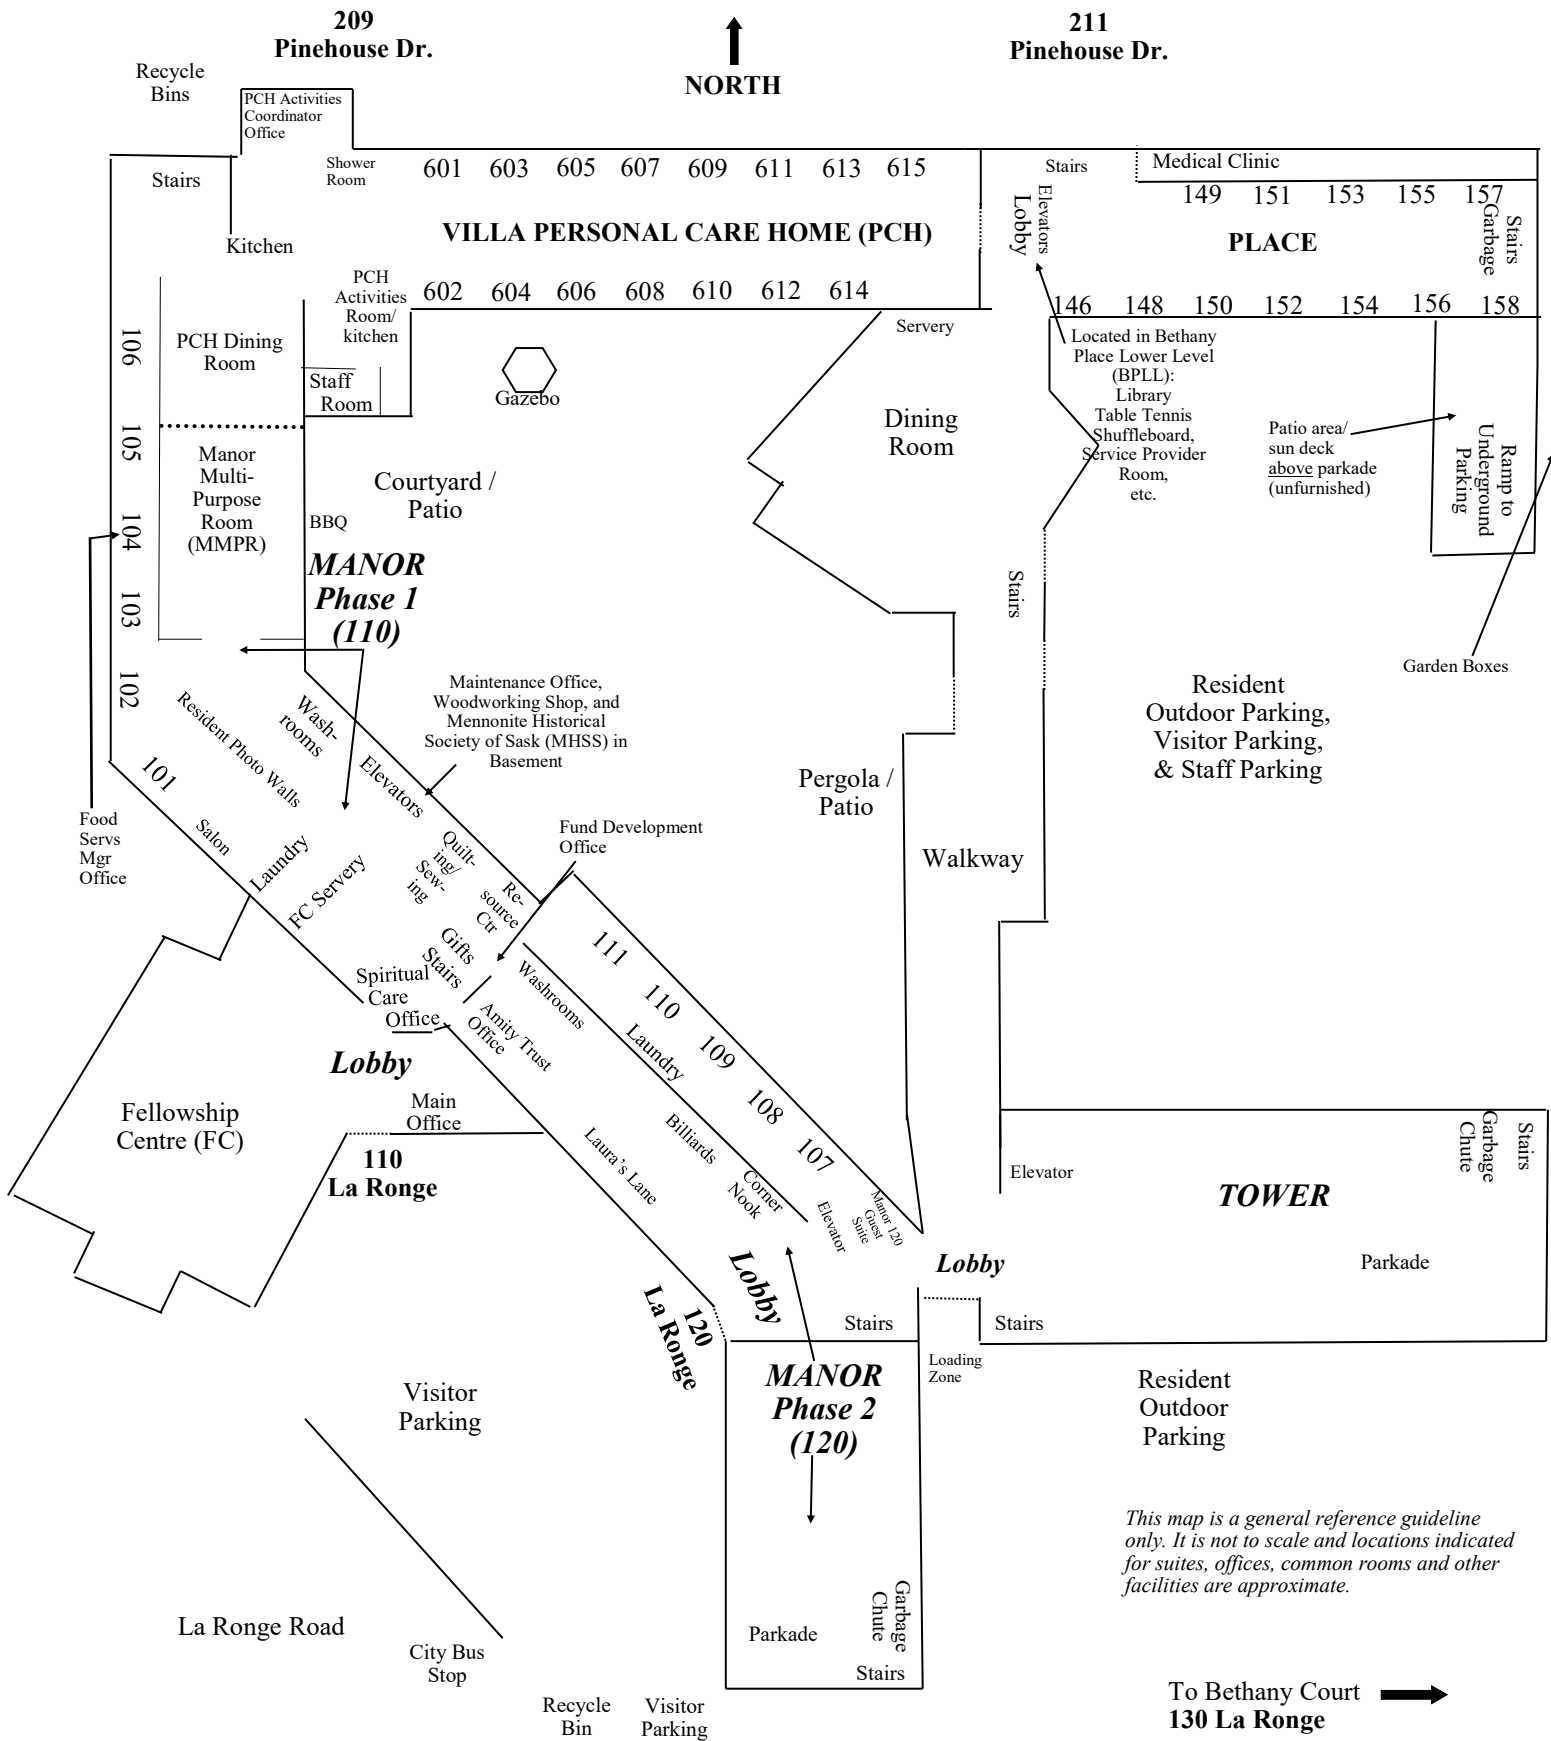 209
Pinehouse Dr.
NORTH
211
Pinehouse Dr.
Recycle
Bins
PCH Activities
Coordinator
Office
Stairs
Shower
Room
601 603 605 607 609 611 613 615
Stairs
Medical Clinic
149 151 153 155 157
Elevators
Lobby
Garbage
Stairs
Kitchen
VILLA PERSONAL CARE HOME (PCH)
PLACE
PCH
Activities
Room/
kitchen
602 604 606 608 610 612 614
146 148 150 152 154 156 158
106
PCH Dining
Room
Staff
Room
Gazebo
Servery
Located in Bethany
Place Lower Level
(BPLL):
Library
Table Tennis
Shuffleboard,
Service Provider
Room,
etc.
Dining
Room
Patio area/
sun deck
above parkade
(unfurnished)
Ramp to
Underground
Parking
105
Manor
Multi-
Purpose
Room
(MMPR)
Courtyard /
Patio
BBQ
104
MANOR
Phase 1
(110)
103
Stairs
Garden Boxes
102
Resident Photo Walls
Wash-
rooms
Maintenance Office,
Woodworking Shop, and
Mennonite Historical
Society of Sask (MHSS) in
Basement
Resident
Outdoor Parking,
Visitor Parking,
& Staff Parking
101
Elevators
Pergola /
Patio
Food
Servs
Mgr
Office
Salon
Laundry
FC Servery
Quilt-
ing/
Sew-
ing
Fund Development
Office
Re-
source
Ctr
Walkway
Gifts
Stairs
111
110
109
108
107
Spiritual
Care
Office
Washrooms
Amity Trust
Office
Laundry
Lobby
Main
Office
Fellowship
Centre (FC)
110
La Ronge
Laura's Lane
Billiards
Corner
Nook
Elevator
Manor 120
Guest
Suite
Elevator
TOWER
Garbage
Chute
Stairs
Lobby
Lobby
Parkade
120
La Ronge
Stairs
Stairs
Loading
Zone
MANOR
Phase 2
(120)
Visitor
Parking
Resident
Outdoor
Parking
This map is a general reference guideline
only. It is not to scale and locations indicated
for suites, offices, common rooms and other
facilities are approximate.
La Ronge Road
City Bus
Stop
Parkade
Garbage
Chute
Stairs
Recycle
Bin
Visitor
Parking
To Bethany Court
130 La Ronge